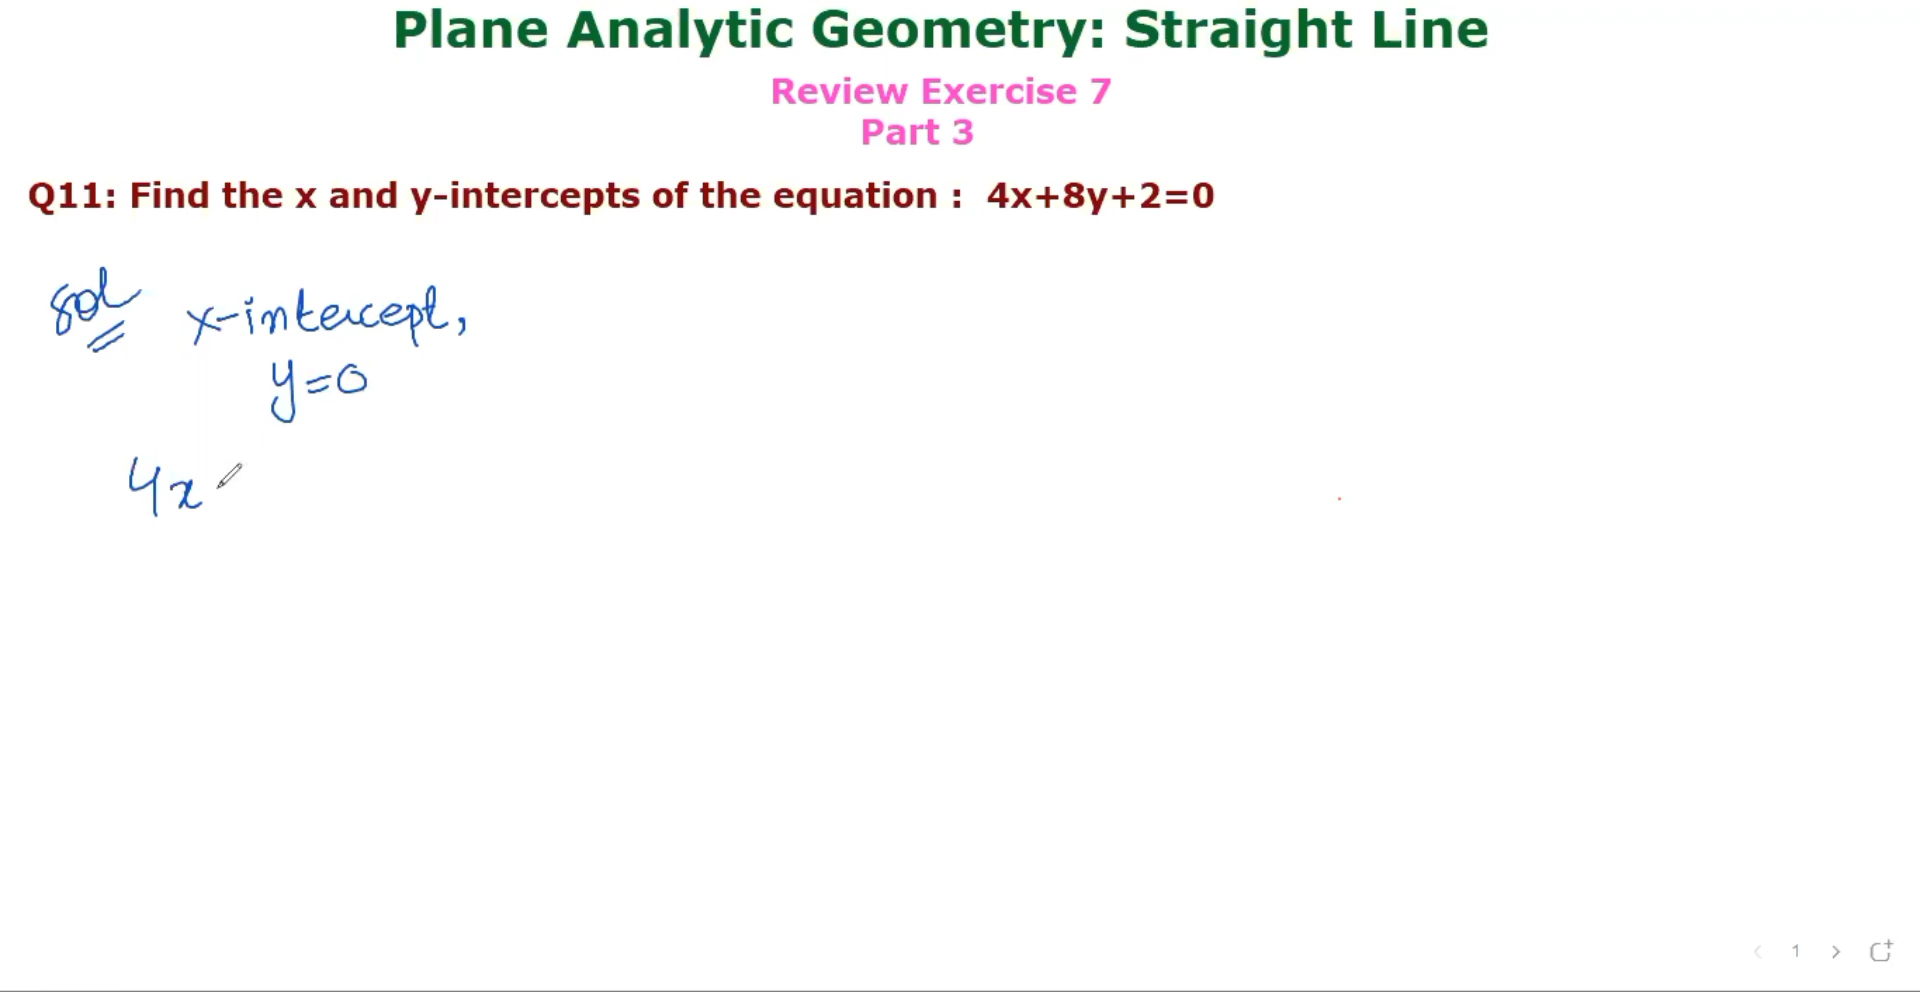 Plane Analytic Geometry: Straight Line
Review Exercise 7
Part 3
Q11: Find the x and y-intercepts of the equation : 4x+8y+2=0
Sol x-intercept,
y=0
4x
1